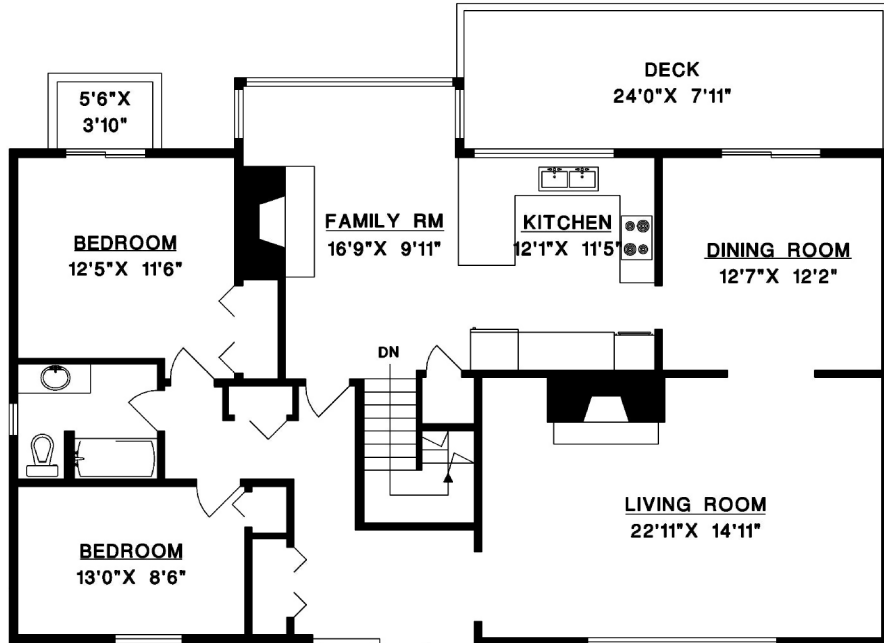 DECK
24'0"X 7'11"
5'6"X
3'10"
BEDROOM
12'5"X 11'6"
FAMILY RM
16'9"X 9'11"
KITCHEN
12'1"X 11'5"
DINING ROOM
12'7"X 12'2"
DN
LIVING ROOM
22'11"X 14'11"
BEDROOM
13'0"X 8'6"